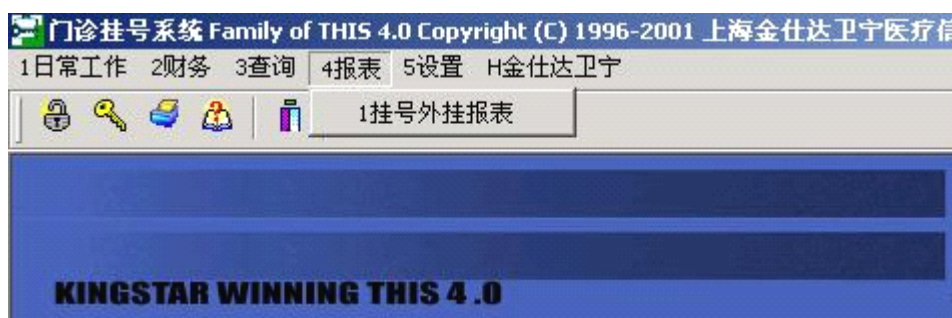 门诊挂号系统 Family of THIS 4.0 Copyright (C) 1996-2001 上海金仕达卫宁医疗信
1日常工作 2财务 3查询 4报表 5设置 H金仕达卫宁
1挂号外挂报表
KINGSTAR WINNING THIS 4.0